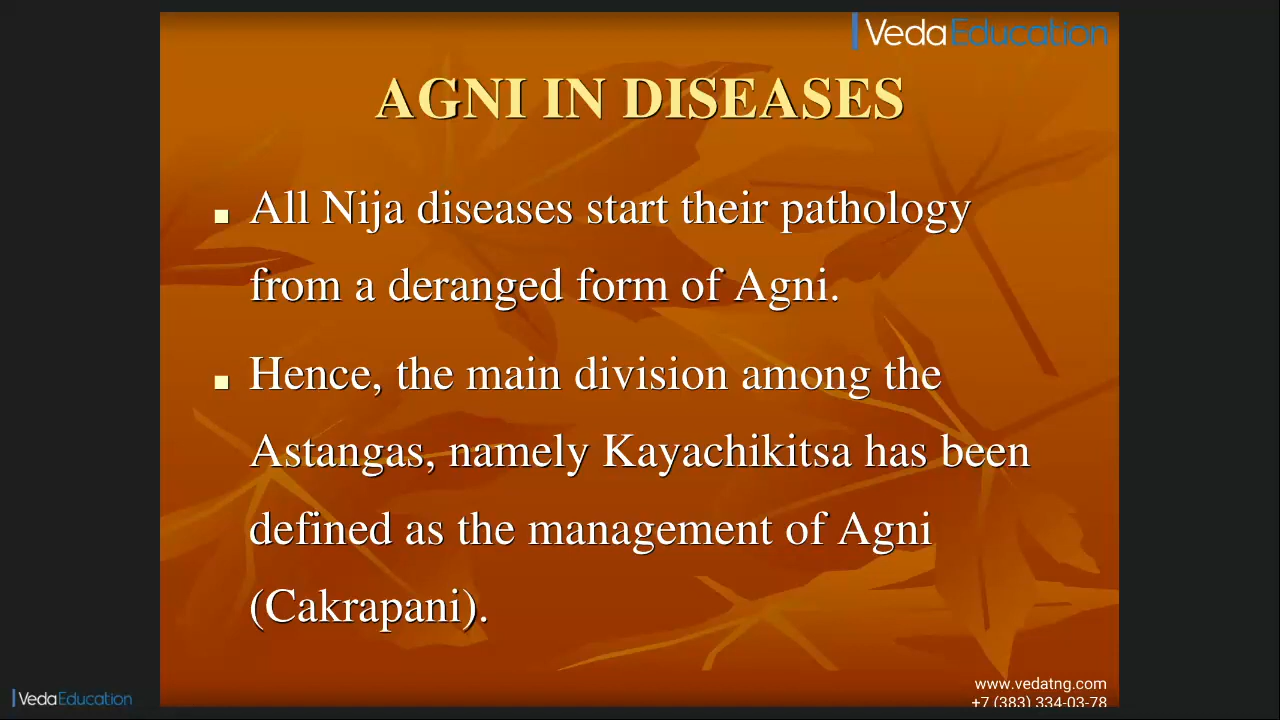 VedaEducation
AGNI IN DISEASES
■ All Nija diseases start their pathology
from a deranged form of Agni.
■ Hence, the main division among the
Astangas, namely Kayachikitsa has been
defined as the management of Agni
(Cakrapani).
www.vedatng.com
+7 (383) 334-03-78
VedaEducation